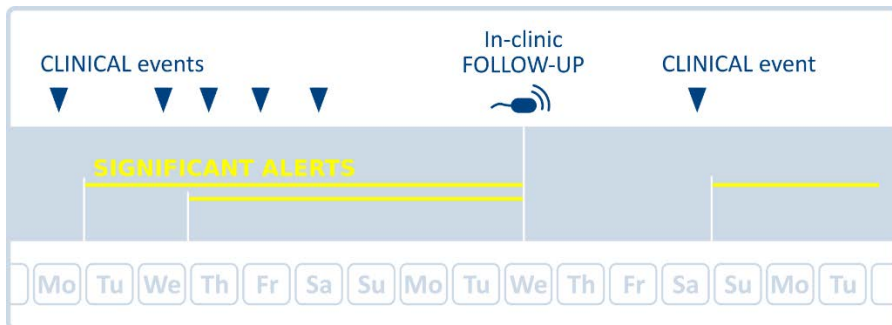 In-clinic
CLINICAL events
FOLLOW-UP
CLINICAL event
SIGNIFICANT ALERTS
Mo Tu We Th Fr Sa Su Mo Tu We Th Fr Sa Su Mo Tu